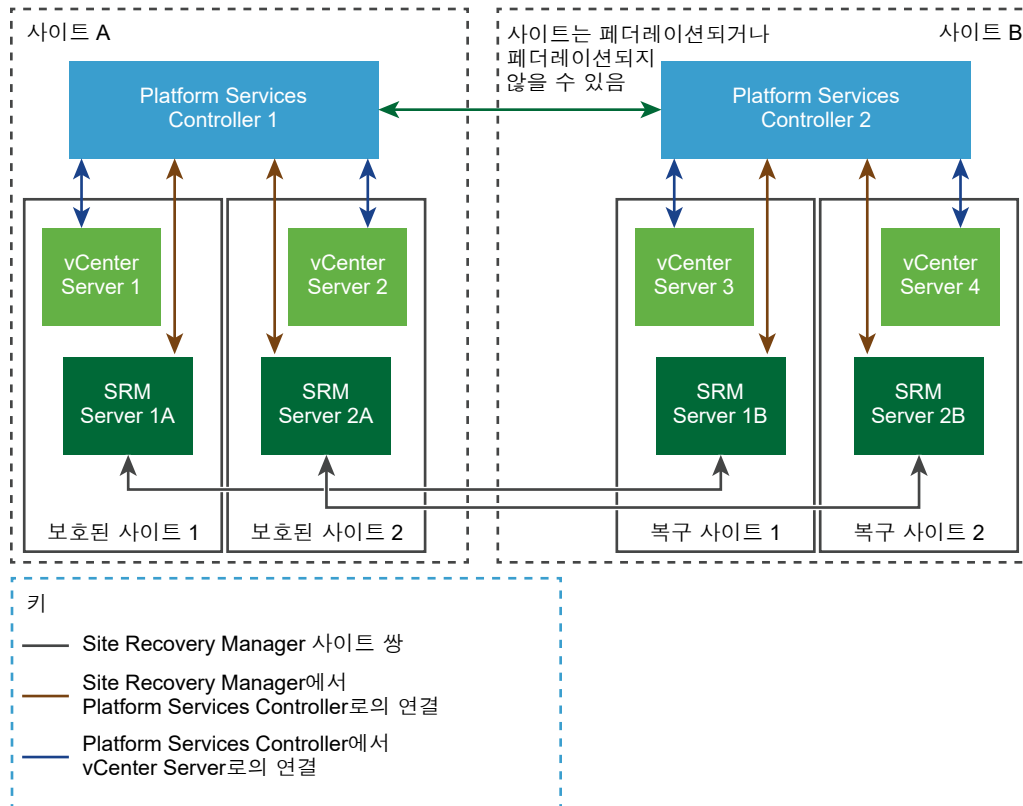 사이트 A
Platform Services
Controller 1
사이트는 페더레이션되거나
페더레이션되지
않을 수 있음
사이트 B
Platform Services
Controller 2
vCenter
Server 1
vCenter
Server 2
vCenter
Server 3
vCenter
Server 4
SRM
Server 1A
SRM
Server 2A
SRM
Server 1B
SRM
Server 2B
보호된 사이트 1
보호된 사이트 2
복구 사이트 1
복구 사이트 2
키
Site Recovery Manager 사이트 쌍
Site Recovery Manager에서
Platform Services Controller로의 연결
Platform Services Controller에서
vCenter Server로의 연결